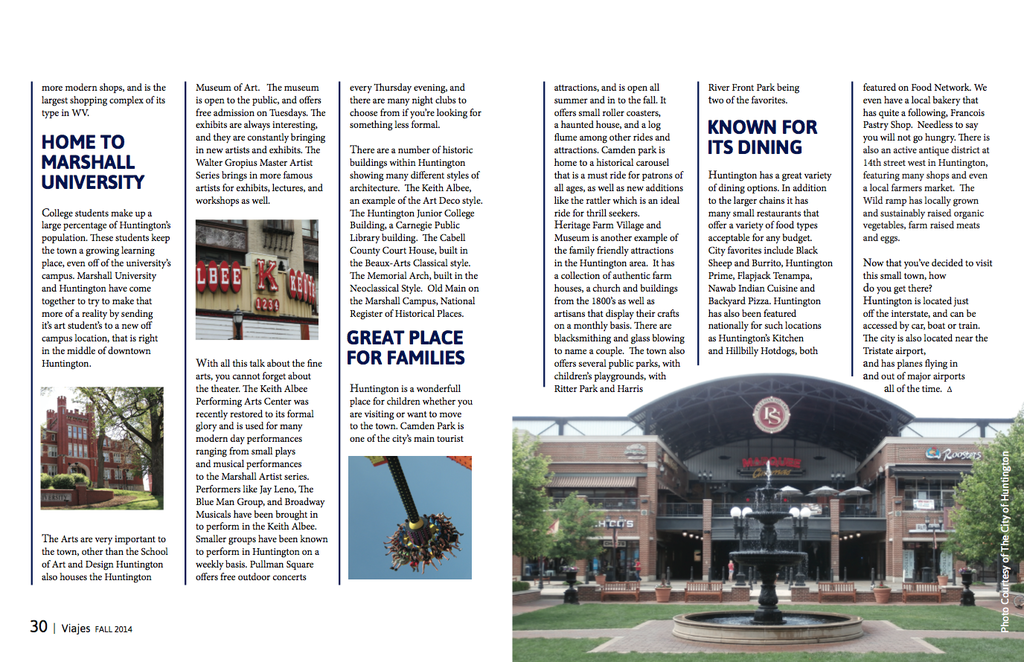 more modern shops, and is the
largest shopping complex of its
type in WV.
HOME TO
MARSHALL
UNIVERSITY
College students make up a
large percentage of Huntington's
population. These students keep
the town a growing learning
place, even off of the university's
campus. Marshall University
and Huntington have come
together to try to make that
more of a reality by sending
it's art student's to a new off
campus location, that is right
in the middle of downtown
Huntington.
The Arts are very important to
the town, other than the School
of Art and Design Huntington
also houses the Huntington
Museum of Art. The museum
is open to the public, and offers
free admission on Tuesdays. The
exhibits are always interesting,
and they are constantly bringing
in new artists and exhibits. The
Walter Gropius Master Artist
Series brings in more famous
artists for exhibits, lectures, and
workshops as well.
LBEE K
1234
With all this talk about the fine
arts, you cannot forget about
the theater. The Keith Albee
Performing Arts Center was
recently restored to its formal
glory and is used for many
modern day performances
ranging from small plays
and musical performances
to the Marshall Artist series.
Performers like Jay Leno, The
Blue Man Group, and Broadway
Musicals have been brought in
to perform in the Keith Albee.
Smaller groups have been known
to perform in Huntington on a
weekly basis. Pullman Square
offers free outdoor concerts
every Thursday evening, and
there are many night clubs to
choose from if you're looking for
something less formal.
There are a number of historic
buildings within Huntington
showing many different styles of
architecture. The Keith Albee,
an example of the Art Deco style.
The Huntington Junior College
Building, a Carnegie Public
Library building. The Cabell
County Court House, built in
the Beaux-Arts Classical style.
The Memorial Arch, built in the
Neoclassical Style. Old Main on
the Marshall Campus, National
Register of Historical Places.
GREAT PLACE
FOR FAMILIES
Huntington is a wonderfull
place for children whether you
are visiting or want to move
to the town. Camden Park is
one of the city's main tourist
30 | Viajes FALL 2014
attractions, and is open all
summer and in to the fall. It
offers small roller coasters,
a haunted house, and a log
flume among other rides and
attractions. Camden park is
home to a historical carousel
that is a must ride for patrons of
all ages, as well as new additions
like the rattler which is an ideal
ride for thrill seekers.
Heritage Farm Village and
Museum is another example of
the family friendly attractions
in the Huntington area. It has
a collection of authentic farm
houses, a church and buildings
from the 1800's as well as
artisans that display their crafts
on a monthly basis. There are
blacksmithing and glass blowing
to name a couple. The town also
offers several public parks, with
children's playgrounds, with
Ritter Park and Harris
River Front Park being
two of the favorites.
KNOWN FOR
ITS DINING
Huntington has a great variety
of dining options. In addition
to the larger chains it has
many small restaurants that
offer a variety of food types
acceptable for any budget.
City favorites include Black
Sheep and Burrito, Huntington
Prime, Flapjack Tenampa,
Nawab Indian Cuisine and
Backyard Pizza. Huntington
has also been featured
nationally for such locations
as Huntington's Kitchen
and Hillbilly Hotdogs, both
featured on Food Network. We
even have a local bakery that
has quite a following, Francois
Pastry Shop. Needless to say
you will not go hungry. There is
also an active antique district at
14th street west in Huntington,
featuring many shops and even
a local farmers market. The
Wild ramp has locally grown
and sustainably raised organic
vegetables, farm raised meats
and eggs.
Now that you've decided to visit
this small town, how
do you get there?
Huntington is located just
off the interstate, and can be
accessed by car, boat or train.
The city is also located near the
Tristate airport,
and has planes flying in
and out of major airports
all of the time.
PS
MARQUEE
Roosters
Photo Courtesy of The City of Huntington